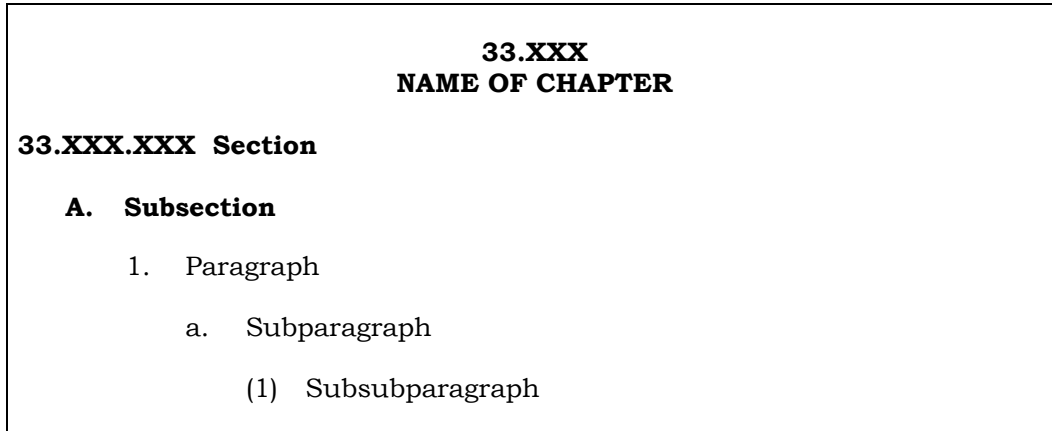 33.XXX
NAME OF CHAPTER
33.XXX.XXX Section
A. Subsection
1. Paragraph
a. Subparagraph
(1) Subsubparagraph